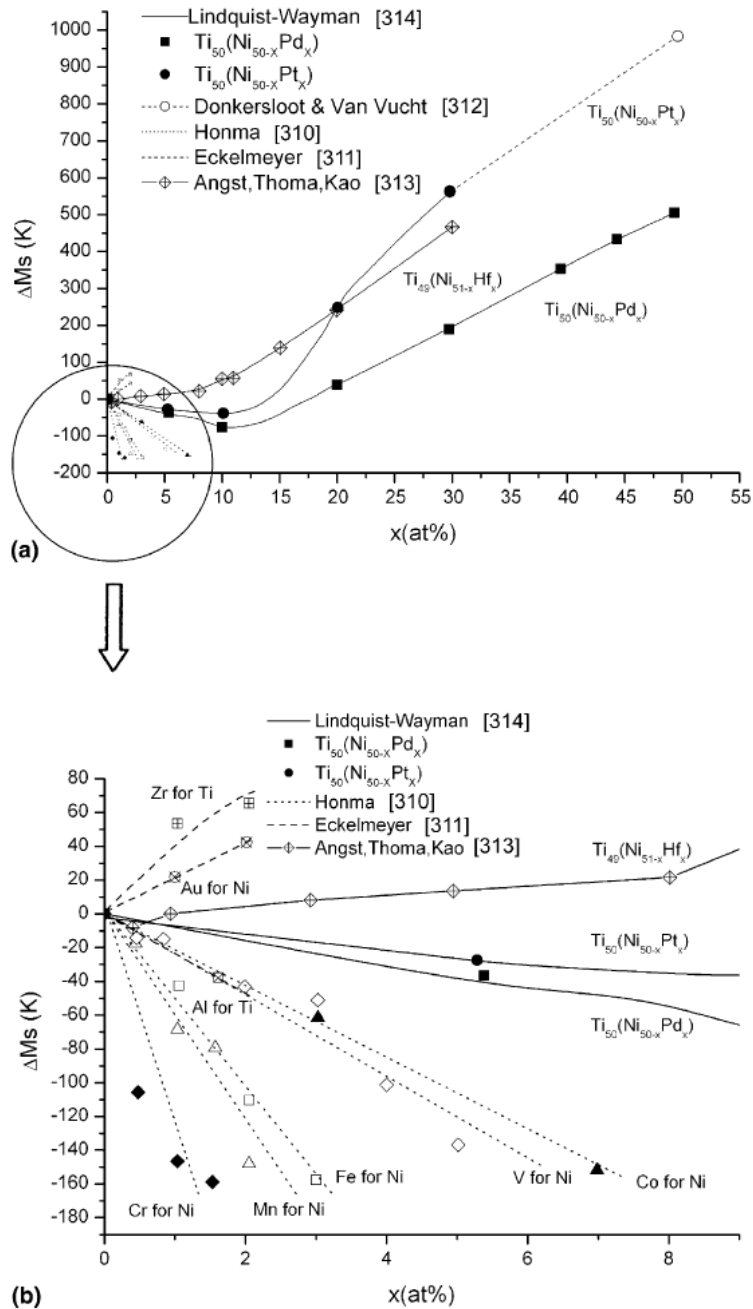 Lindquist-Wayman [314]
Ti50(Ni50-XPdX)
Ti50(Ni50-XPtX)
Donkersloot & Van Vucht [312]
Honma [310]
Eckelmeyer [311]
Angst,Thoma,Kao [313]
1000
900
800
700
600
500
400
300
200
100
0
-100
-200
ΔMs (K)
Ti50(Ni50-xPtx)
Ti49(Ni51-xHfx)
Ti50(Ni50-xPdx)
0 5 10 15 20 25 30 35 40 45 50 55
x(at%)
(a)
Lindquist-Wayman [314]
Ti50(Ni50-XPdX)
Ti50(Ni50-XPtX)
Honma [310]
Eckelmeyer [311]
Angst,Thoma,Kao [313]
80
60
40
20
0
-20
-40
-60
-80
-100
-120
-140
-160
-180
ΔMs (K)
Zr for Ti
Au for Ni
Ti49(Ni51-xHfx)
Ti50(Ni50-xPtx)
Al for Ti
Ti50(Ni50-xPdx)
Fe for Ni
V for Ni
Co for Ni
Cr for Ni
Mn for Ni
0 2 4 6 8
x(at%)
(b)